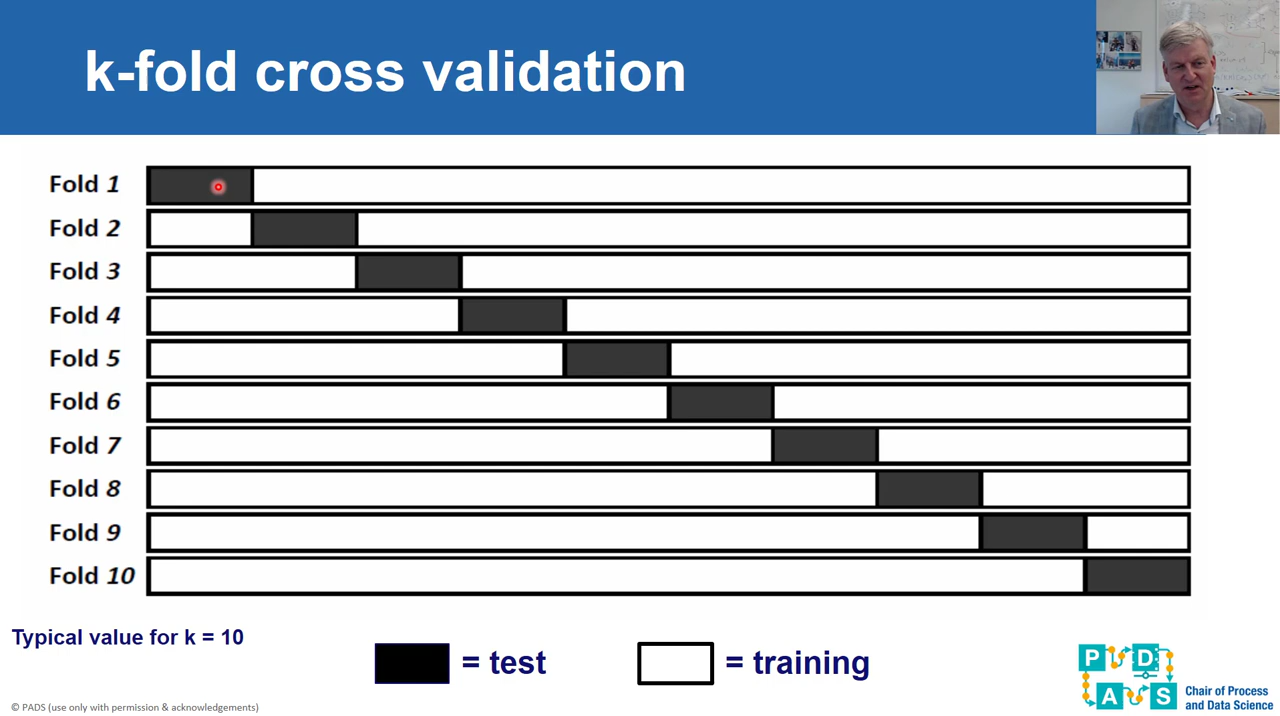 k-fold cross validation
Fold 1
Fold 2
Fold 3
Fold 4
Fold 5
Fold 6
Fold 7
Fold 8
Fold 9
Fold 10
Typical value for k = 10
= test
= training
P D
A S
Chair of Process
and Data Science
© PADS (use only with permission & acknowledgements)